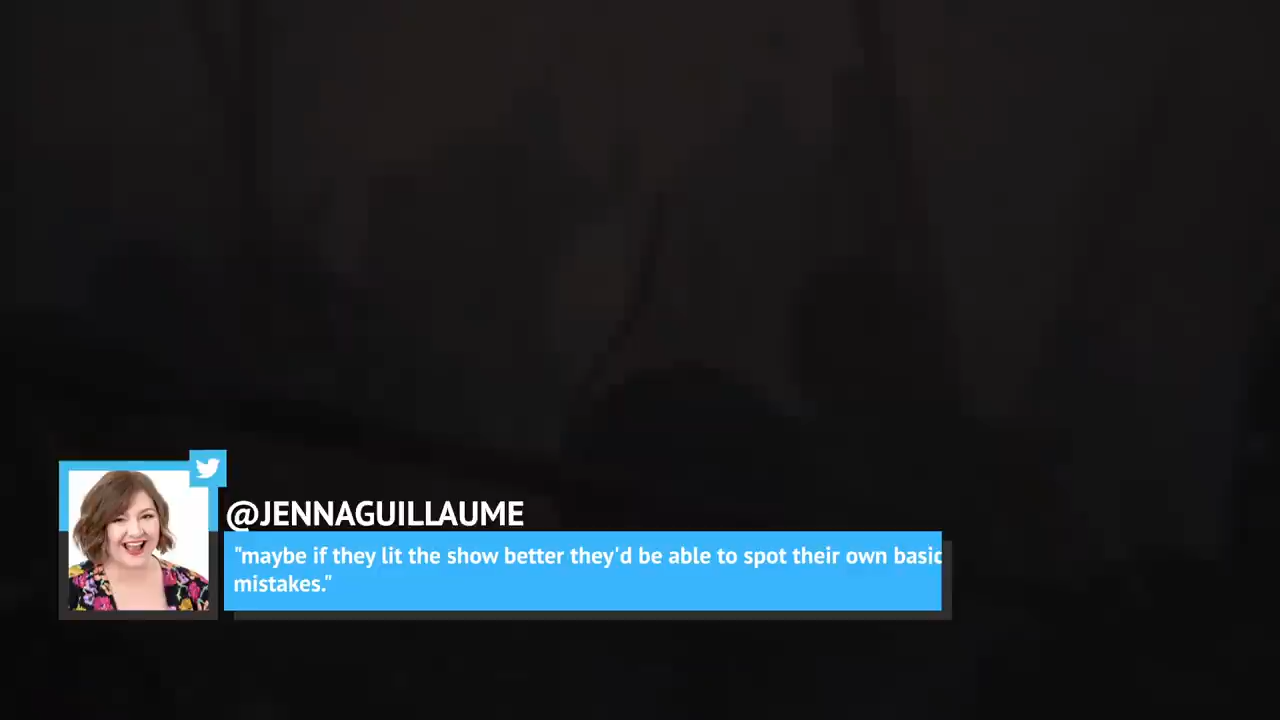 @JENNAGUILLAUME
"maybe if they lit the show better they'd be able to spot their own basic
mistakes."